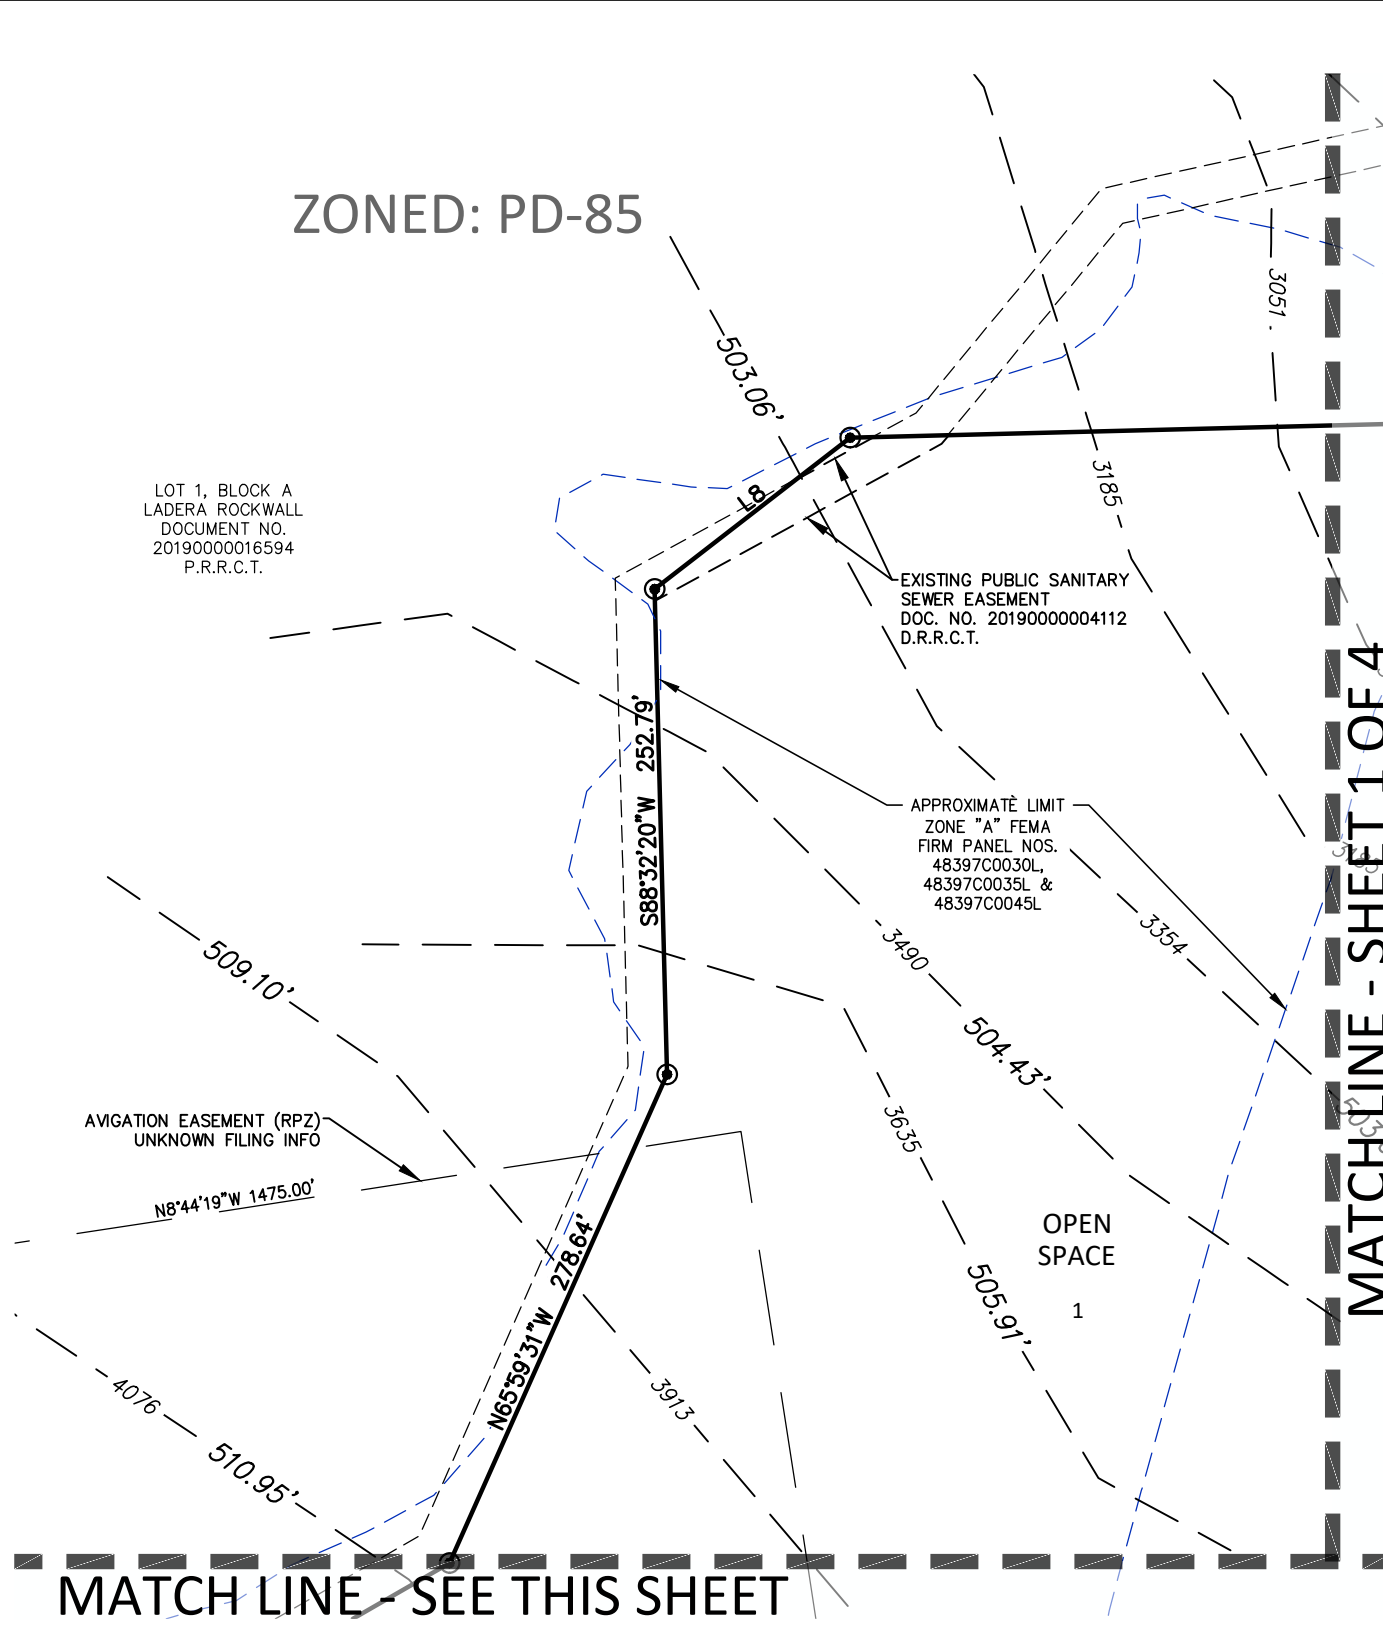 ZONED: PD-85
3051
503.06'
3185
LOT 1, BLOCK A
LADERA ROCKWALL
DOCUMENT NO.
20190000016594
P.R.R.C.T.
L8
EXISTING PUBLIC SANITARY
SEWER EASEMENT
DOC. NO. 20190000004112
D.R.R.C.T.
S88°32'20"W 252.79'
APPROXIMATE LIMIT
ZONE "A" FEMA
FIRM PANEL NOS.
48397C0030L,
48397C0035L &
48397C0045L
MATCH LINE - SHEET 1 OF 4
3354
3490
509.10'
504.43'
3635
AVIGATION EASEMENT (RPZ)
UNKNOWN FILING INFO
N8°44'19"W 1475.00'
OPEN
SPACE
1
N65°59'31"W 278.64'
505.91'
4076
3913
510.95'
MATCH LINE - SEE THIS SHEET